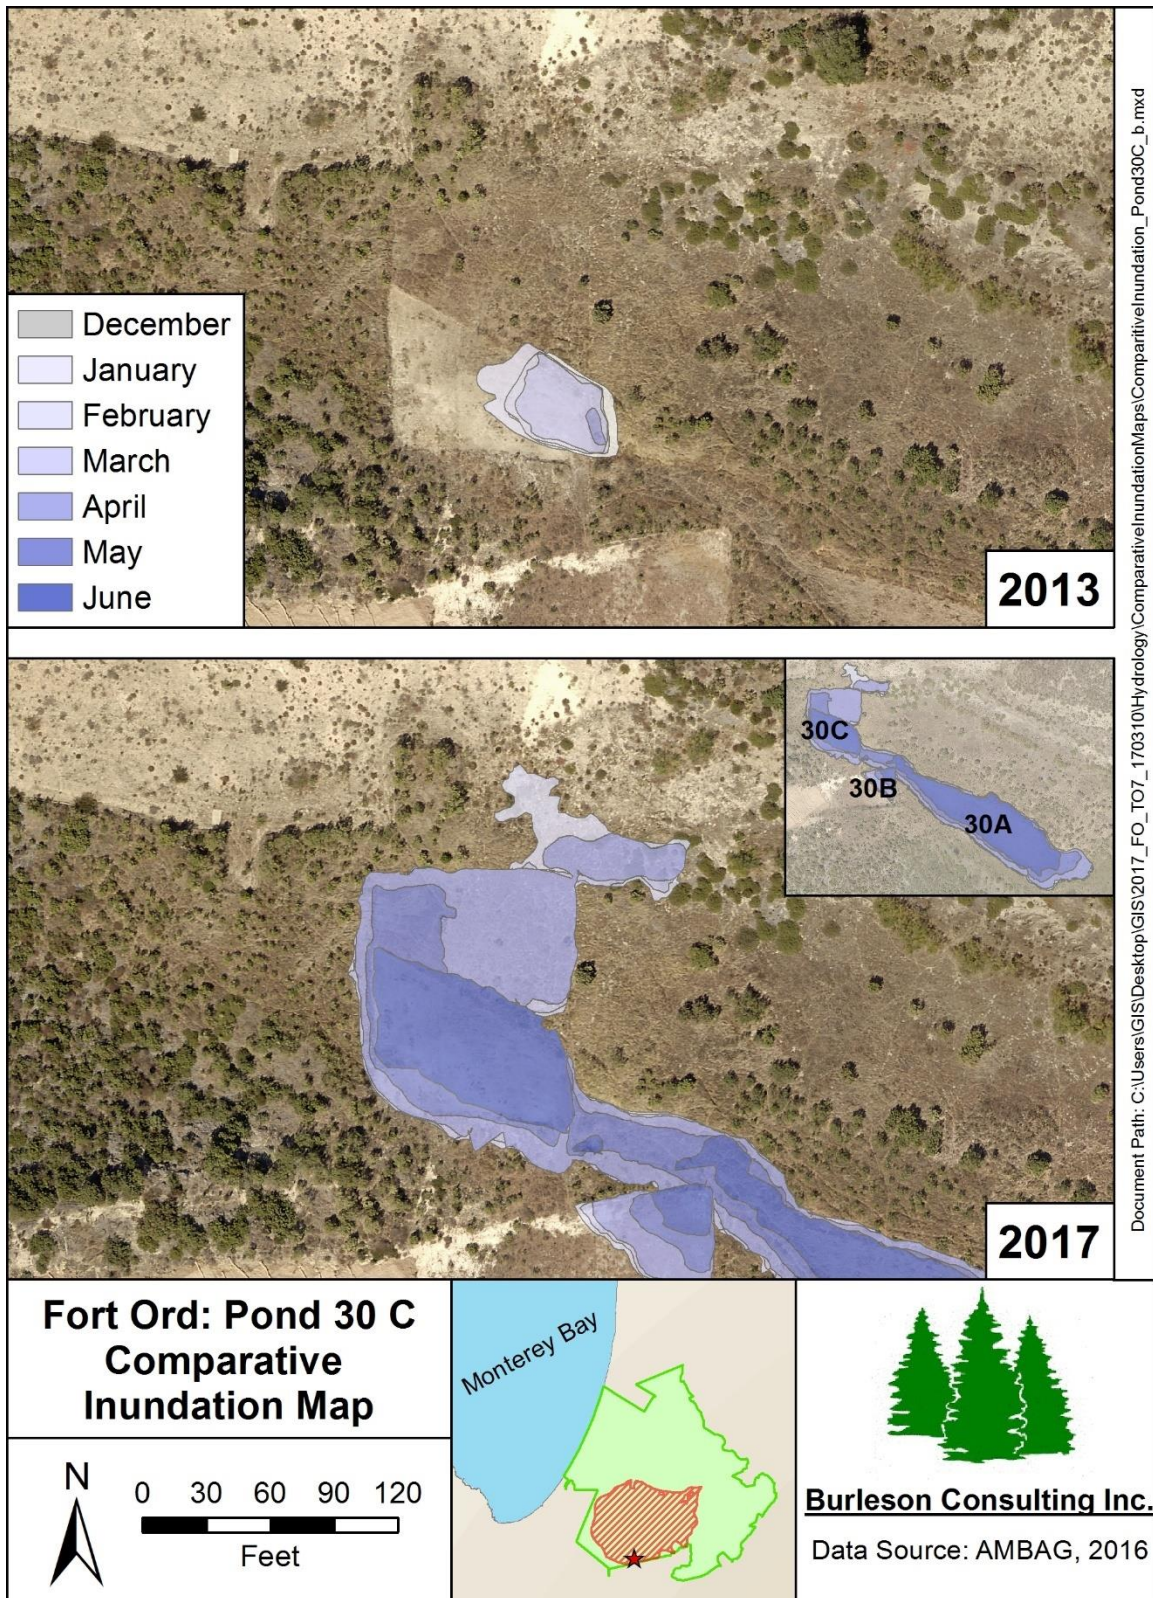 December
January
February
March
April
May
June
2013
30C
30B
30A
2017
Document Path: C:\Users\GIS\Desktop\GIS\2017_FO_TO7_170310\Hydrology\ComparativeInundationMaps\ComparitiveInundation_Pond30C_b.mxd
Fort Ord: Pond 30 C
Comparative
Inundation Map
N
0 30 60 90 120
Feet
Monterey Bay
Burleson Consulting Inc.
Data Source: AMBAG, 2016